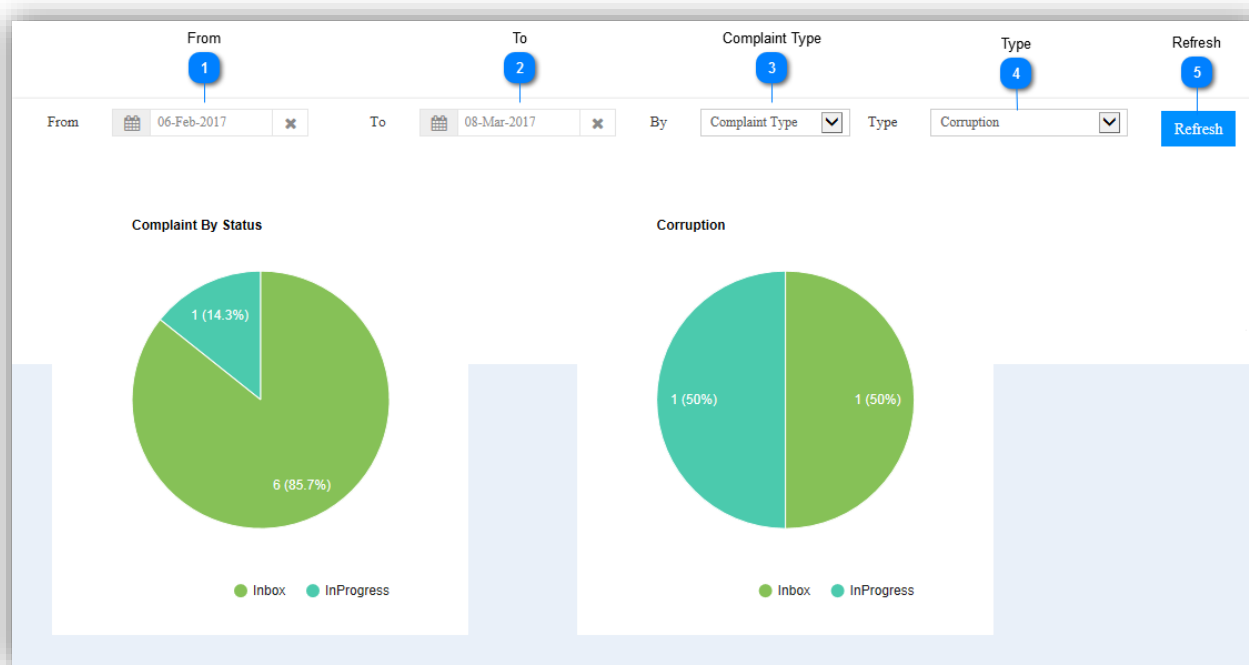 From To Complaint Type Type Refresh
1 2 3 4 5
From 06-Feb-2017 To 08-Mar-2017 By Complaint Type Type Corruption Refresh
Complaint By Status
1 (14.3%)
6 (85.7%)
Inbox InProgress
Corruption
1 (50%) 1 (50%)
Inbox InProgress